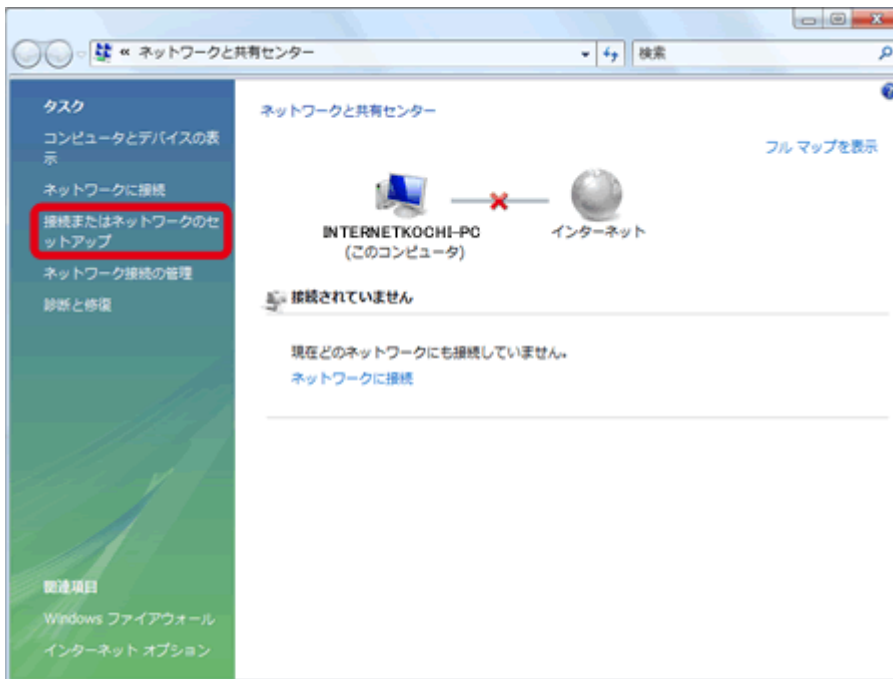 « ネットワークと共有センター
検索
タスク
コンピュータとデバイスの表
示
ネットワークに接続
接続またはネットワークのセ
ットアップ
ネットワーク接続の管理
診断と修復
ネットワークと共有センター
フル マップを表示
INTERNETKOCHI-PC
(このコンピュータ)
インターネット
接続されていません
現在どのネットワークにも接続していません。
ネットワークに接続
関連項目
Windows ファイアウォール
インターネット オプション